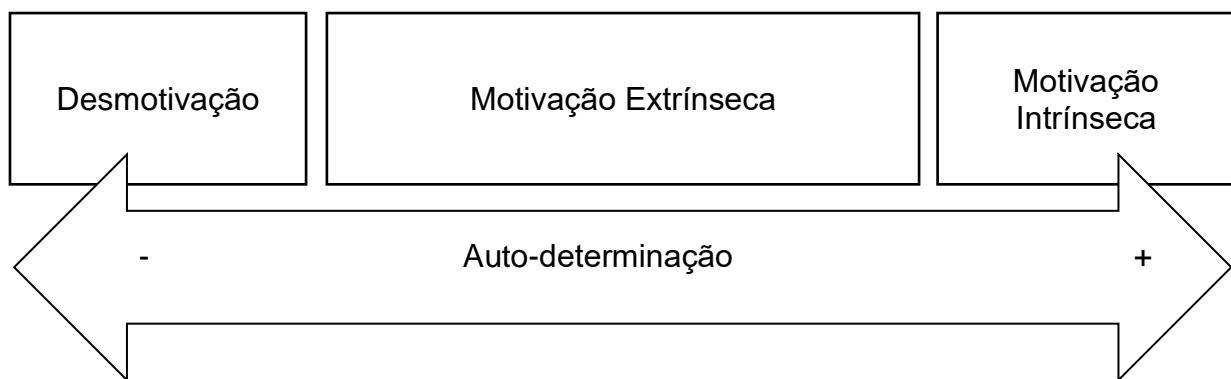 Desmotivação
Motivação Extrínseca
Motivação
Intrínseca
-
Auto-determinação
+